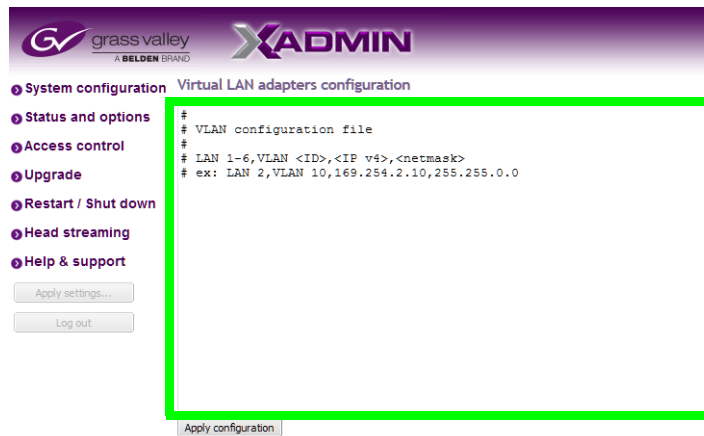 grass valley
A BELDEN BRAND
XADMIN
System configuration
Status and options
Access control
Upgrade
Restart / Shut down
Head streaming
Help & support
Apply settings...
Log out
Virtual LAN adapters configuration
#
# VLAN configuration file
#
# LAN 1-6,VLAN <ID>,<IP v4>,<netmask>
# ex: LAN 2,VLAN 10,169.254.2.10,255.255.0.0
Apply configuration